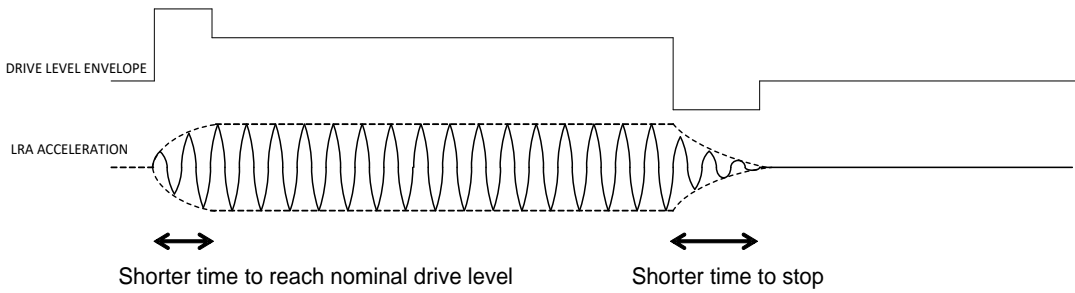 DRIVE LEVEL ENVELOPE
LRA ACCELERATION
Shorter time to reach nominal drive level
Shorter time to stop